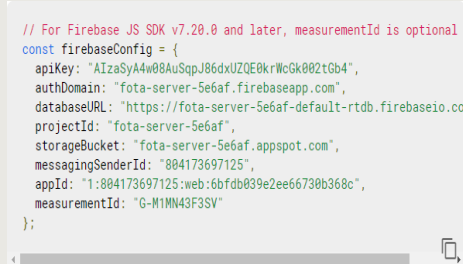 // For Firebase JS SDK v7.20.0 and later, measurementId is optional
const firebaseConfig = {
apiKey: "AIzaSyA4w08AuSqpJ86dxUZQE0krWcGk002tGb4",
authDomain: "fota-server-5e6af.firebaseapp.com",
databaseURL: "https://fota-server-5e6af-default-rtdb.firebaseio.co
projectId: "fota-server-5e6af",
storageBucket: "fota-server-5e6af.appspot.com",
messagingSenderId: "804173697125",
appId: "1:804173697125:web:6bfdb039e2ee66730b368c",
measurementId: "G-M1MN43F3SV"
};